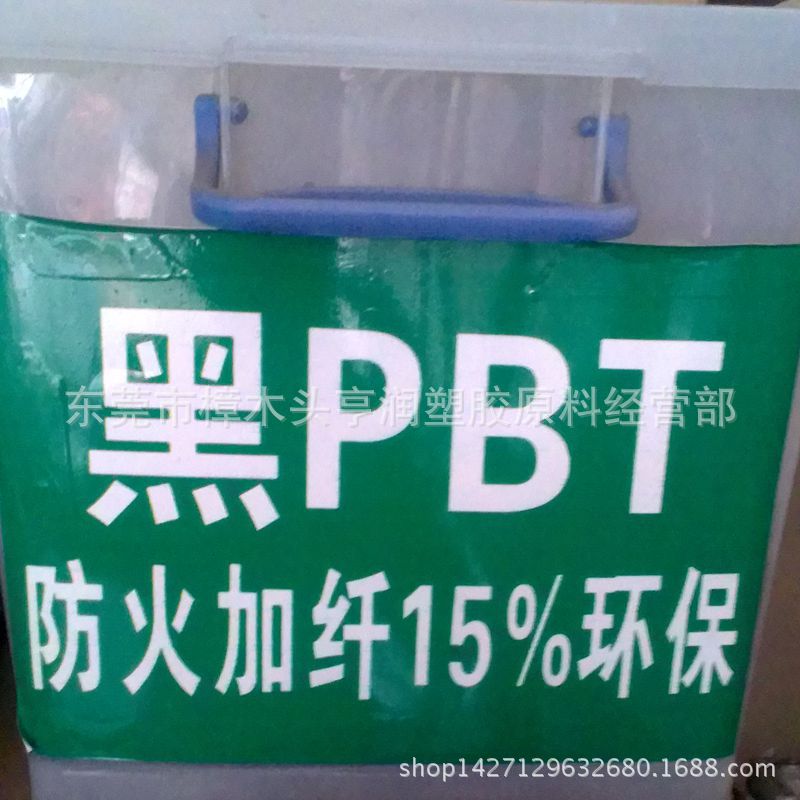 黑PBT
东莞市樟木头亨润塑胶原料经营部
防火加纤15%环保
shop1427129632680.1688.com